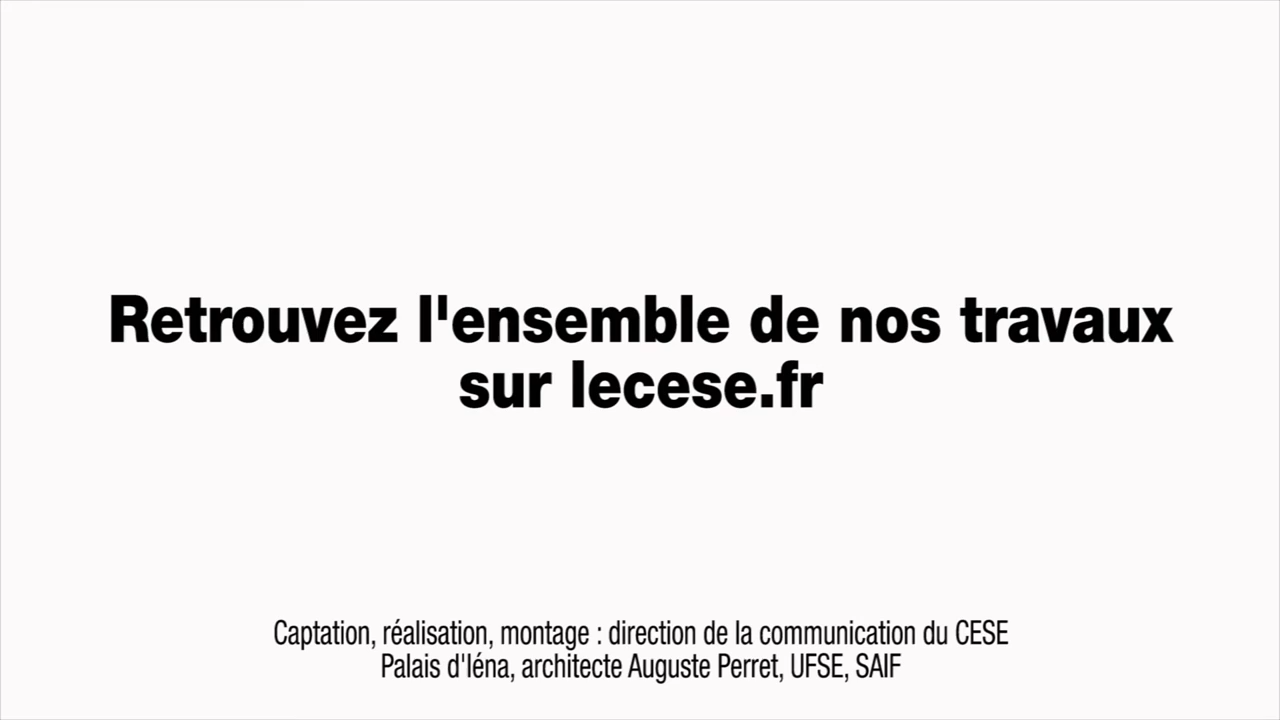 Retrouvez l'ensemble de nos travaux
sur lecese.fr
Captation, réalisation, montage : direction de la communication du CESE
Palais d'Iéna, architecte Auguste Perret, UFSE, SAIF